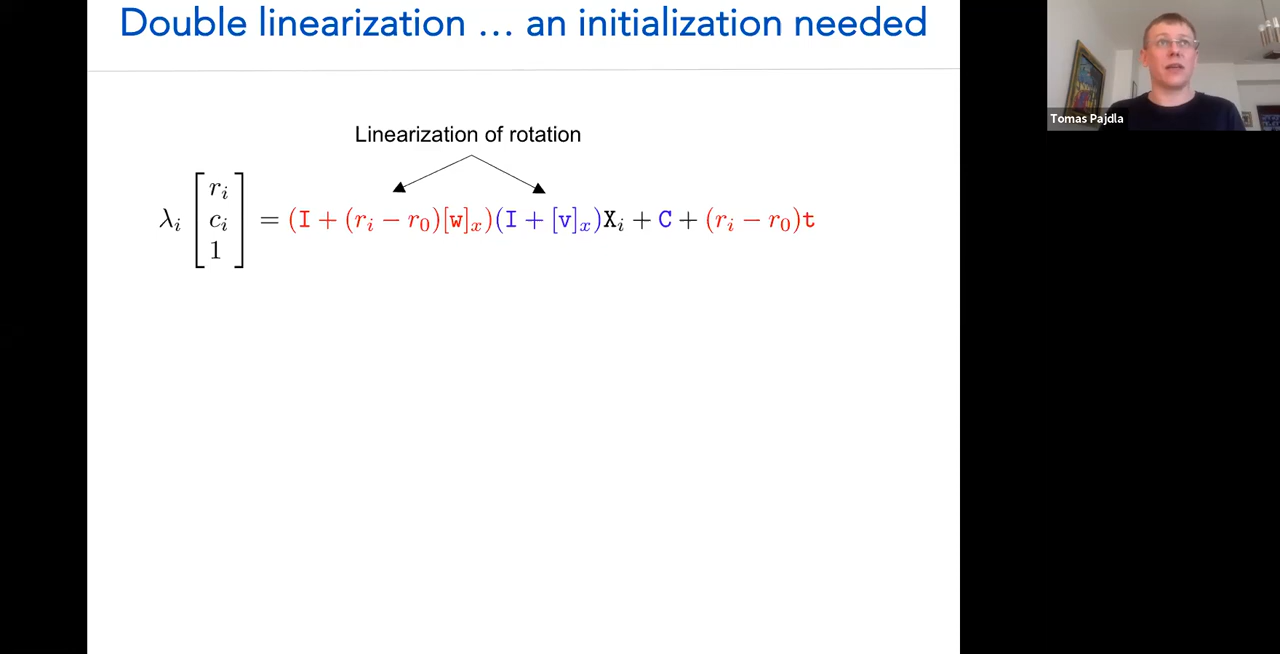 Double linearization … an initialization needed
Tomas Pajdla
Linearization of rotation
λᵢ [rᵢ cᵢ 1] = (I + (rᵢ − r₀)[w]ₓ)(I + [v]ₓ)Xᵢ + C + (rᵢ − r₀)t